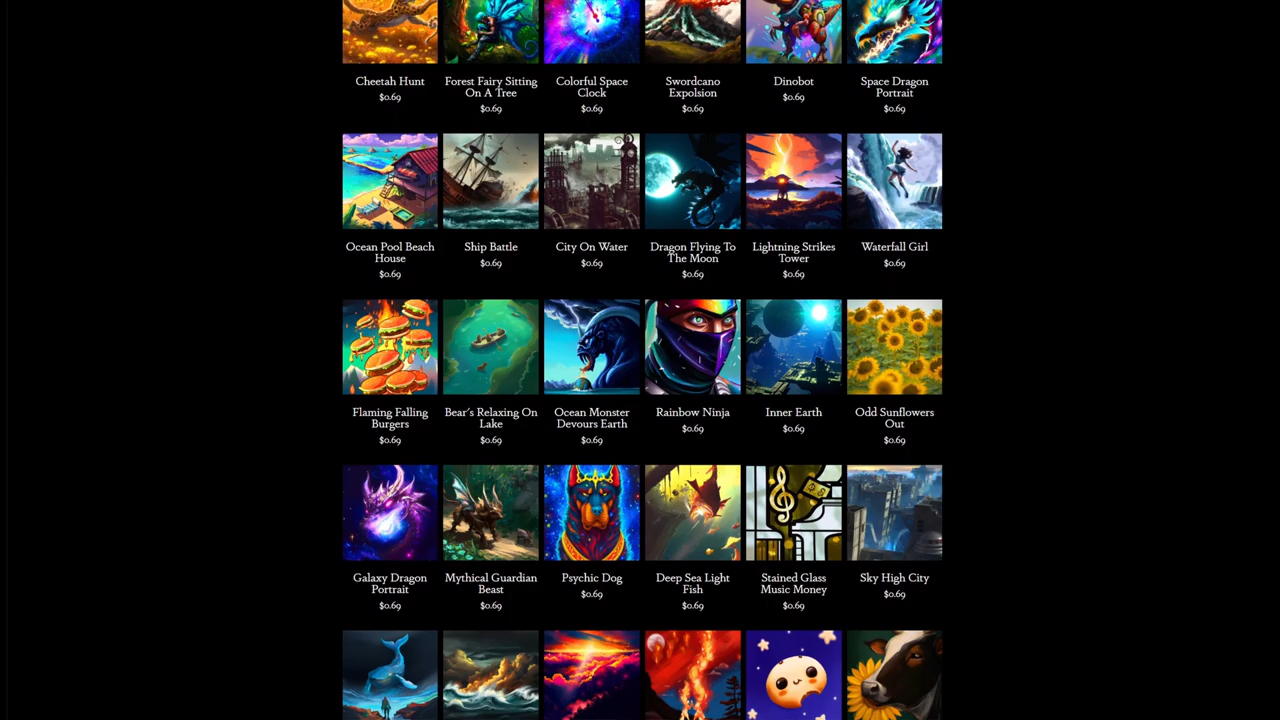 Cheetah Hunt
$0.69
Forest Fairy Sitting
On A Tree
$0.69
Colorful Space
Clock
$0.69
Swordcano
Expolsion
$0.69
Dinobot
$0.69
Space Dragon
Portrait
$0.69
Ocean Pool Beach
House
$0.69
Ship Battle
$0.69
City On Water
$0.69
Dragon Flying To
The Moon
$0.69
Lightning Strikes
Tower
$0.69
Waterfall Girl
$0.69
Flaming Falling
Burgers
$0.69
Bear's Relaxing On
Lake
$0.69
Ocean Monster
Devours Earth
$0.69
Rainbow Ninja
$0.69
Inner Earth
$0.69
Odd Sunflowers
Out
$0.69
Galaxy Dragon
Portrait
$0.69
Mythical Guardian
Beast
$0.69
Psychic Dog
$0.69
Deep Sea Light
Fish
$0.69
Stained Glass
Music Money
$0.69
Sky High City
$0.69